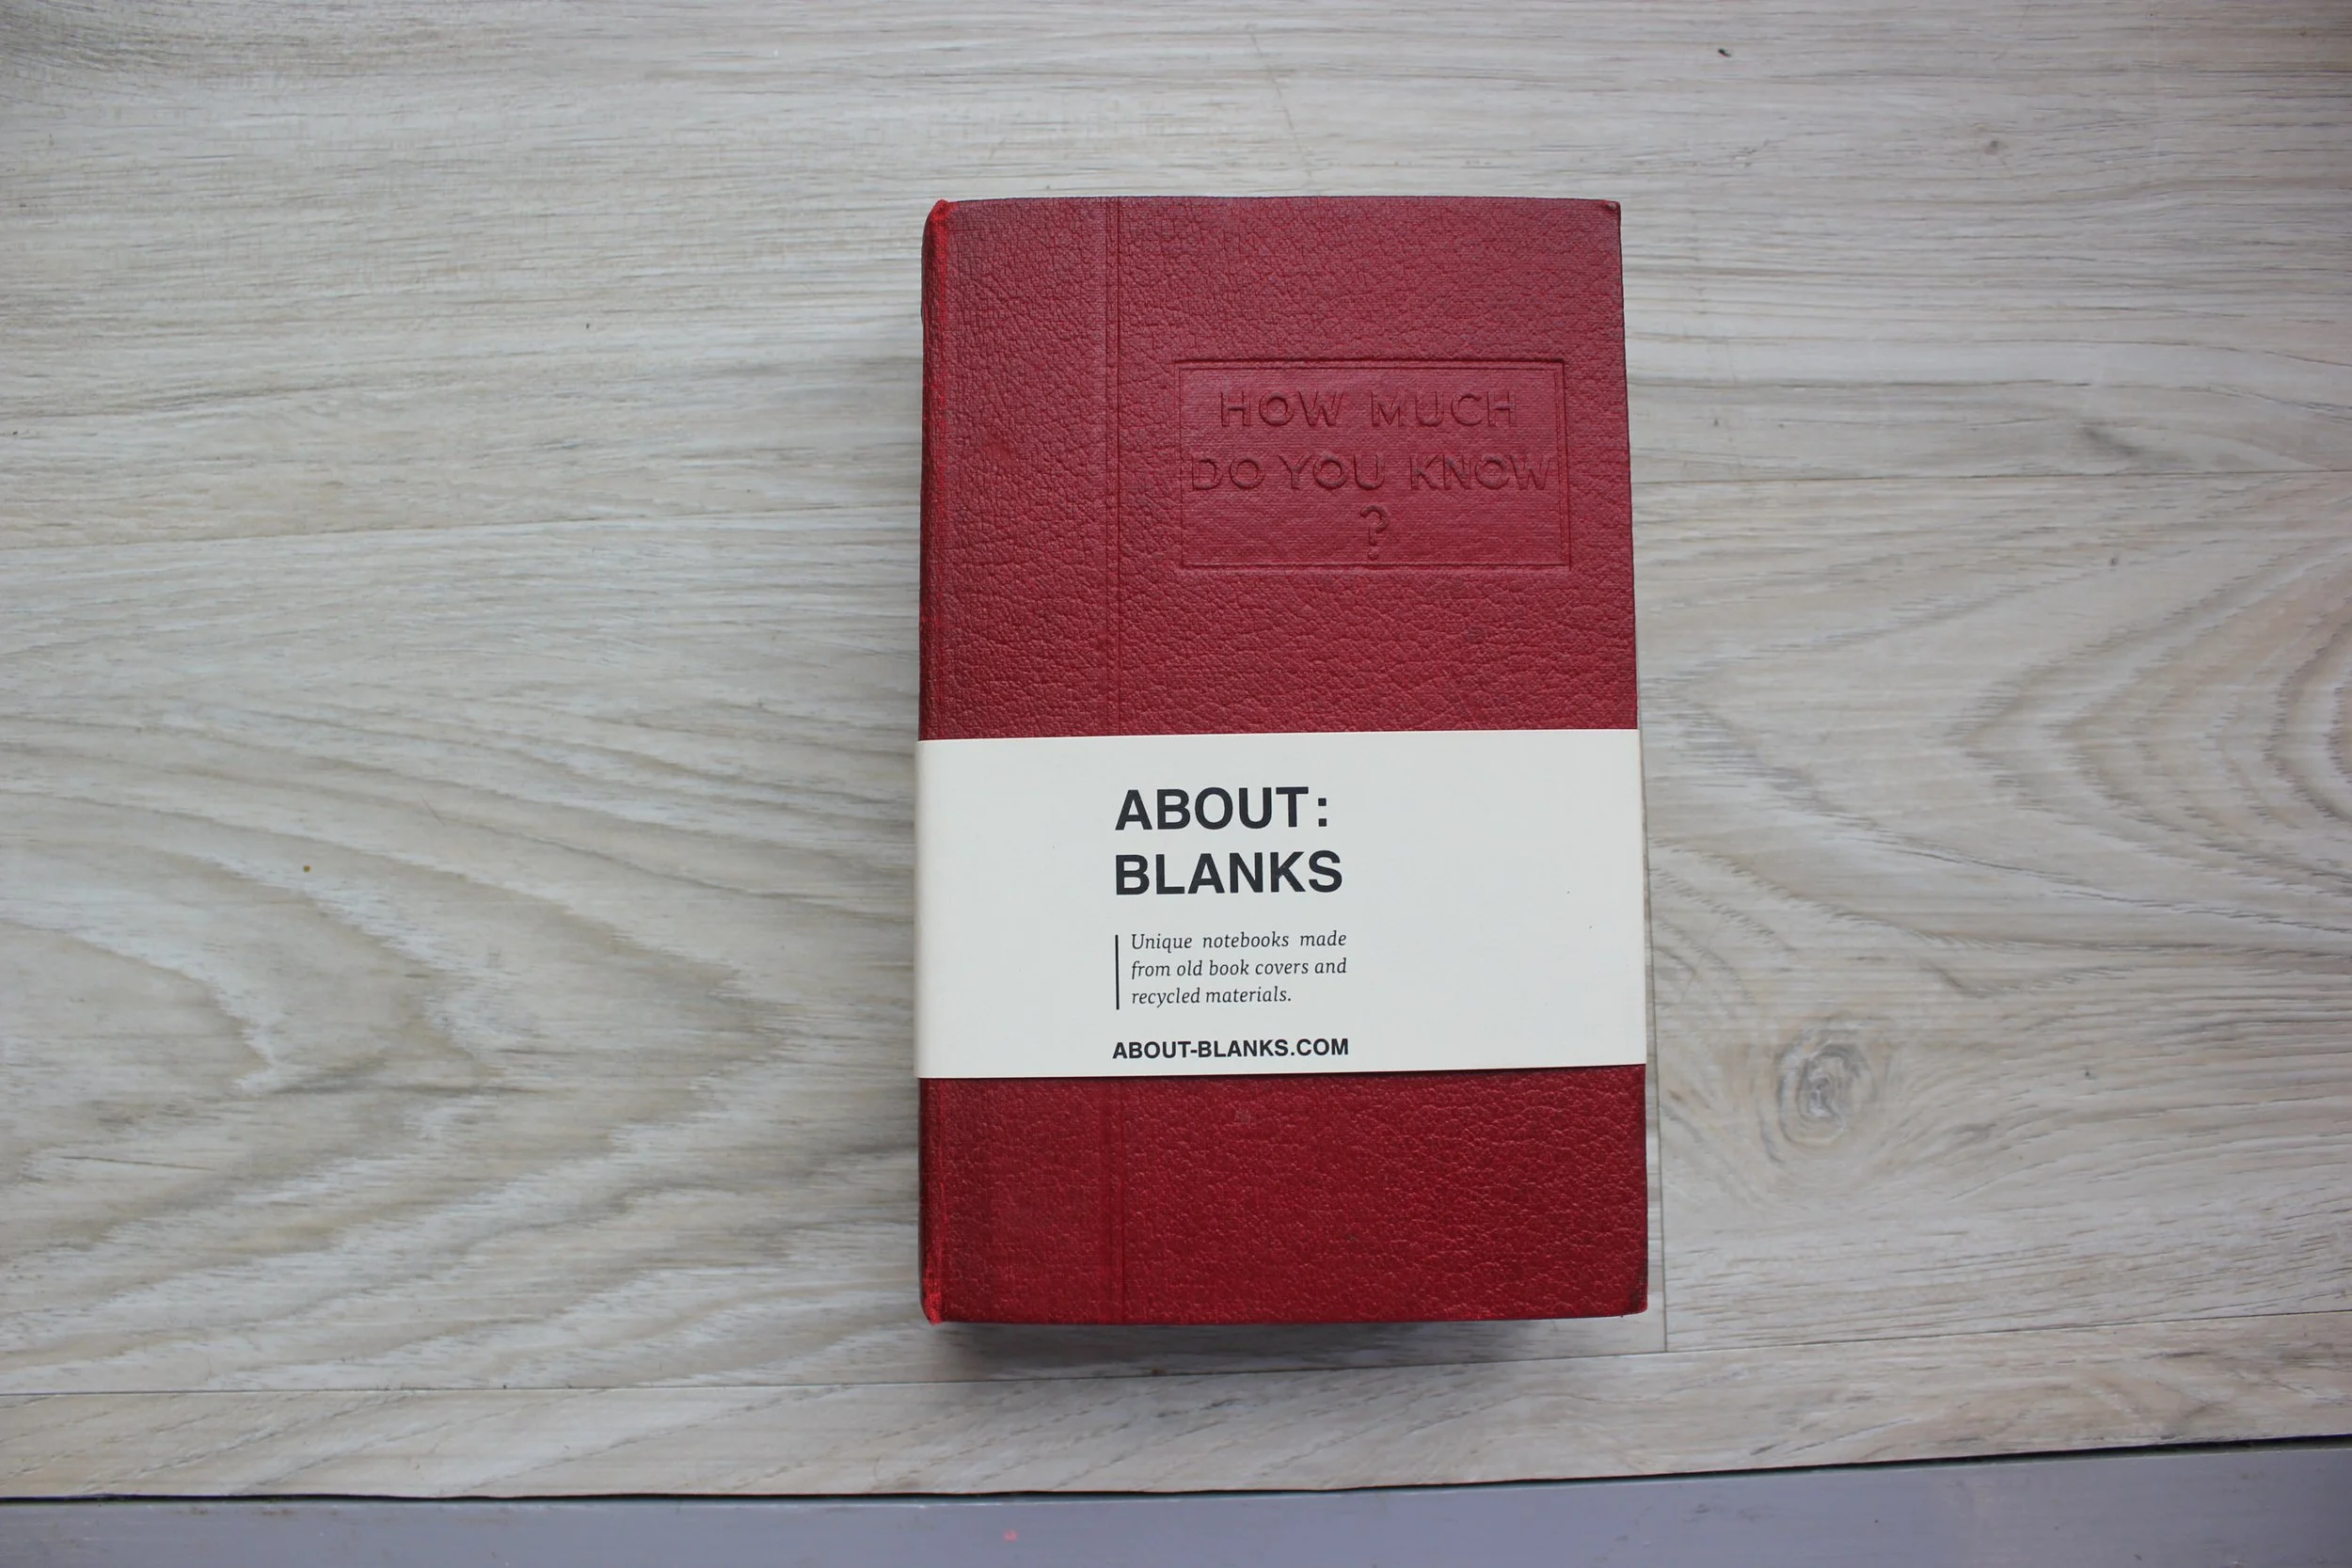 HOW MUCH
DO YOU KNOW
?
ABOUT:
BLANKS
Unique notebooks made
from old book covers and
recycled materials.
ABOUT-BLANKS.COM